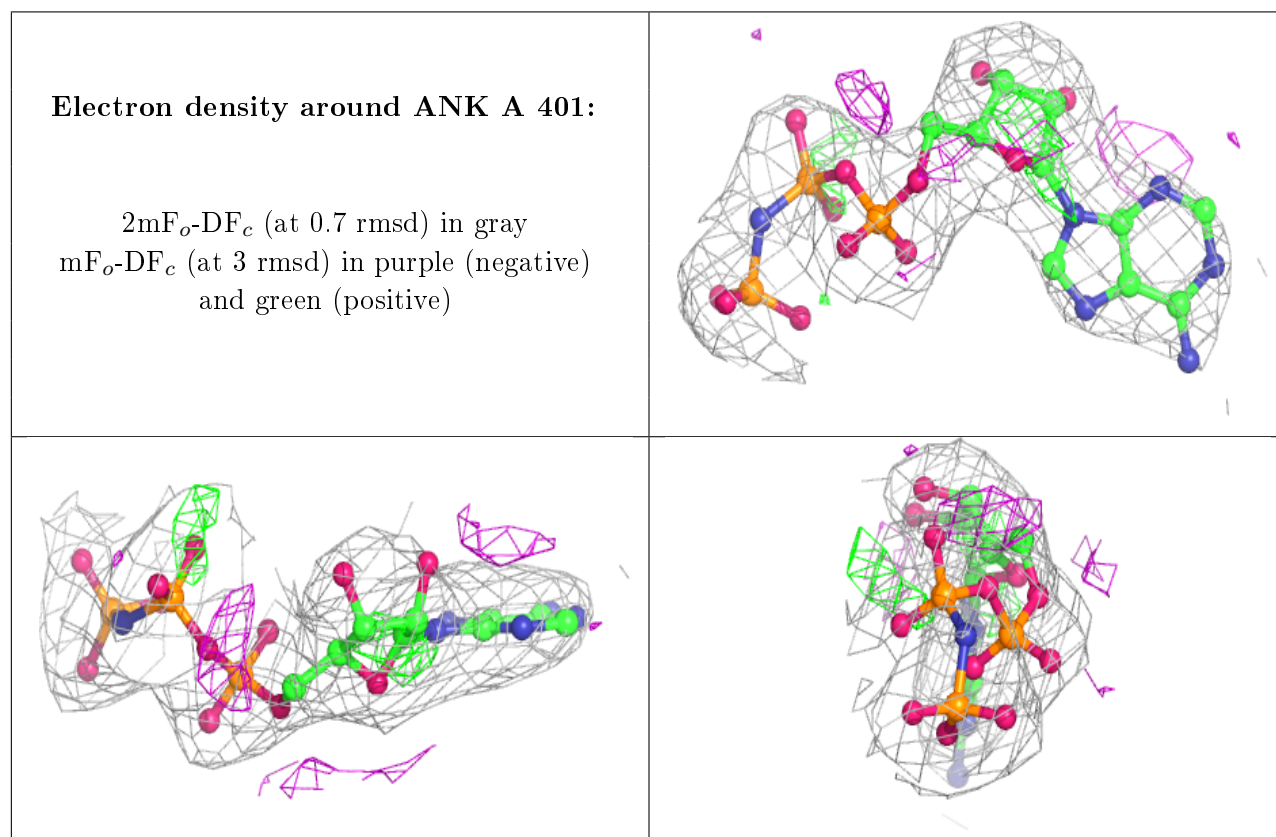 Electron density around ANK A 401:
2mFₒ-DF𝒸 (at 0.7 rmsd) in gray
mFₒ-DF𝒸 (at 3 rmsd) in purple (negative)
and green (positive)